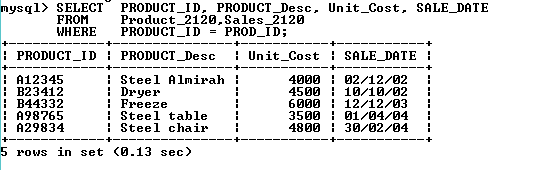 mysql> SELECT  PRODUCT_ID, PRODUCT_Desc, Unit_Cost, SALE_DATE
FROM    Product_2120,Sales_2120
WHERE   PRODUCT_ID = PROD_ID;
+------------+---------------+-----------+-----------+
| PRODUCT_ID | PRODUCT_Desc  | Unit_Cost | SALE_DATE |
+------------+---------------+-----------+-----------+
| A12345     | Steel Almirah |      4000 | 02/12/02  |
| B23412     | Dryer         |      4500 | 10/10/02  |
| B44332     | Freeze        |      6000 | 12/12/03  |
| A98765     | Steel table   |      3500 | 01/04/04  |
| A29834     | Steel chair   |      4800 | 30/02/04  |
+------------+---------------+-----------+-----------+
5 rows in set (0.13 sec)